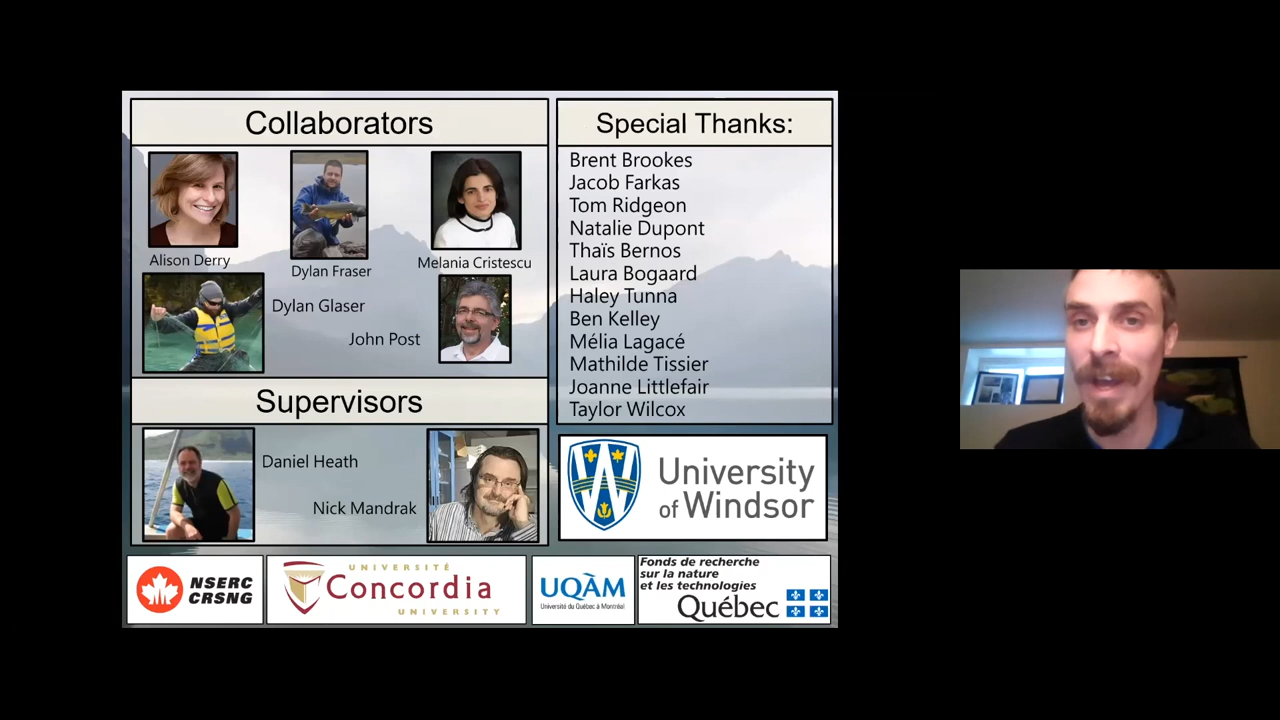 Collaborators
Alison Derry
Dylan Fraser
Melania Cristescu
Dylan Glaser
John Post
Supervisors
Daniel Heath
Nick Mandrak
Special Thanks:
Brent Brookes
Jacob Farkas
Tom Ridgeon
Natalie Dupont
Thaïs Bernos
Laura Bogaard
Haley Tunna
Ben Kelley
Mélia Lagacé
Mathilde Tissier
Joanne Littlefair
Taylor Wilcox
University
of Windsor
NSERC
CRSNG
UNIVERSITÉ
Concordia
UNIVERSITY
UQÀM
Université du Québec à Montréal
Fonds de recherche
sur la nature
et les technologies
Québec